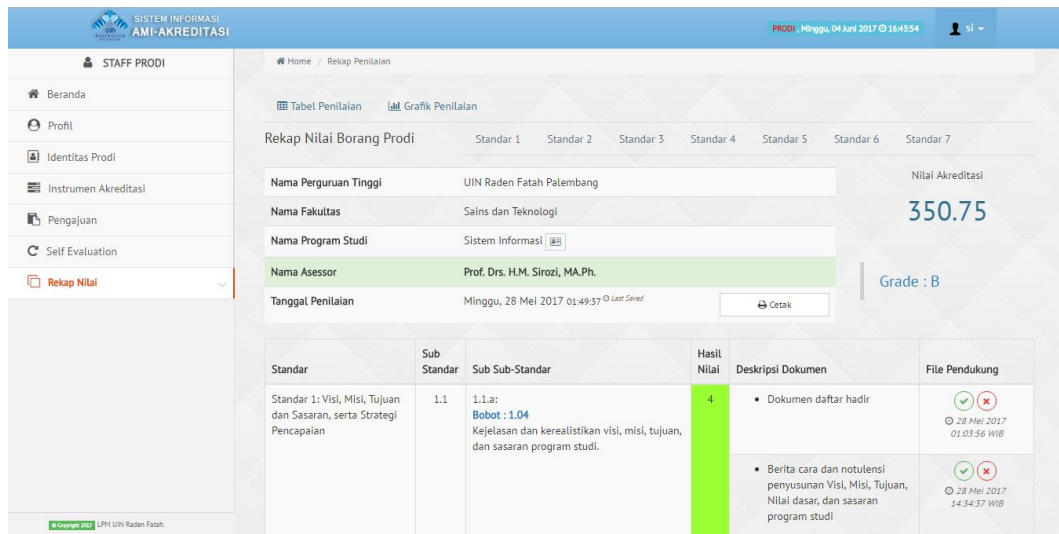 SISTEM INFORMASI
AMI-AKREDITASI
PRODI , Minggu, 04 Juni 2017 16:43:54
si
STAFF PRODI
Beranda
Profil
Identitas Prodi
Instrumen Akreditasi
Pengajuan
Self Evaluation
Rekap Nilai
© Copyright 2017 LPM UIN Raden Fatah.
Home / Rekap Penilaian
Tabel Penilaian Grafik Penilaian
Rekap Nilai Borang Prodi Standar 1 Standar 2 Standar 3 Standar 4 Standar 5 Standar 6 Standar 7
Nama Perguruan Tinggi UIN Raden Fatah Palembang
Nama Fakultas Sains dan Teknologi
Nama Program Studi Sistem Informasi
Nama Asessor Prof. Drs. H.M. Sirozi, MA.Ph.
Tanggal Penilaian Minggu, 28 Mei 2017 01:49:37 Last Saved
Cetak
Nilai Akreditasi
350.75
Grade : B
Standar Sub Standar Sub Sub-Standar Hasil Nilai Deskripsi Dokumen File Pendukung
Standar 1: Visi, Misi, Tujuan
dan Sasaran, serta Strategi
Pencapaian
1.1
1.1.a:
Bobot : 1.04
Kejelasan dan kerealistikan visi, misi, tujuan,
dan sasaran program studi.
4
• Dokumen daftar hadir
28 Mei 2017
01:03:56 WIB
• Berita cara dan notulensi
penyusunan Visi, Misi, Tujuan,
Nilai dasar, dan sasaran
program studi
28 Mei 2017
14:34:37 WIB